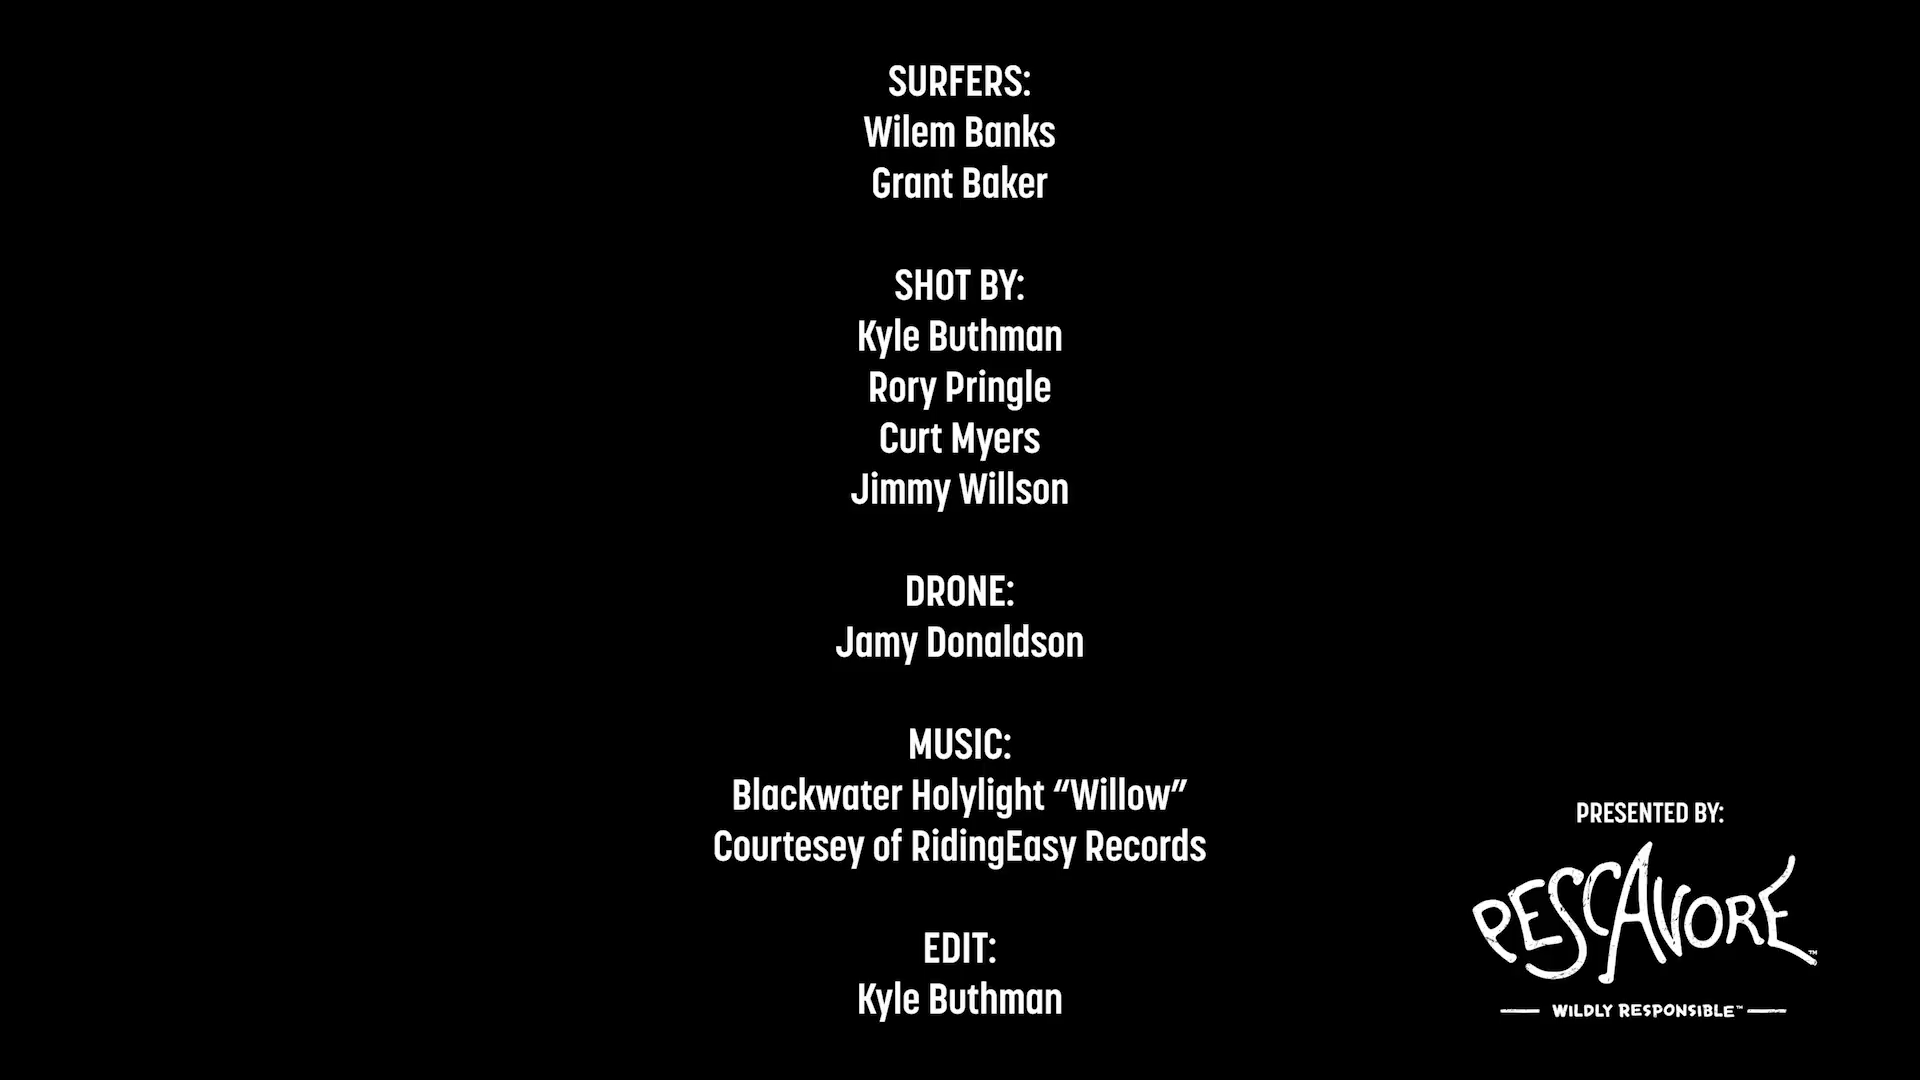 SURFERS:
Wilem Banks
Grant Baker
SHOT BY:
Kyle Buthman
Rory Pringle
Curt Myers
Jimmy Willson
DRONE:
Jamy Donaldson
MUSIC:
Blackwater Holylight “Willow”
Courtesey of RidingEasy Records
EDIT:
Kyle Buthman
PRESENTED BY:
PESCAVORE™
WILDLY RESPONSIBLE™